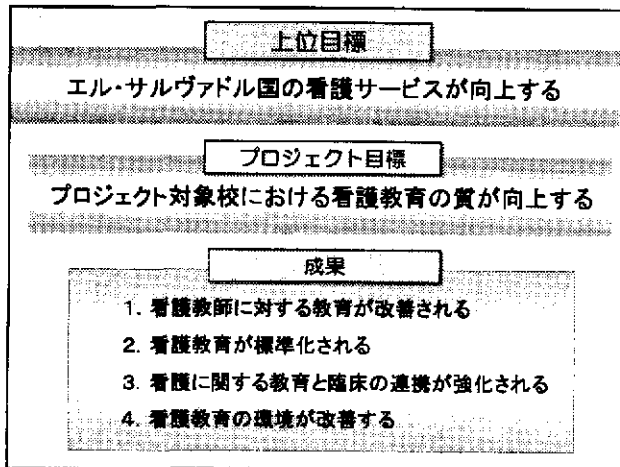 上位目標
エル・サルヴァドル国の看護サービスが向上する
プロジェクト目標
プロジェクト対象校における看護教育の質が向上する
成果
1. 看護教師に対する教育が改善される
2. 看護教育が標準化される
3. 看護に関する教育と臨床の連携が強化される
4. 看護教育の環境が改善する